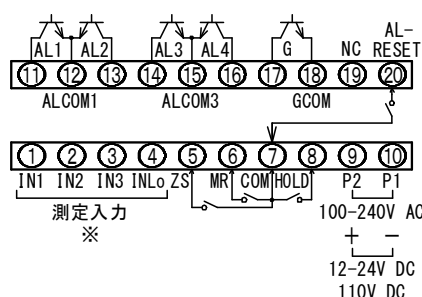 AL1 AL2 AL3 AL4 G NC AL-RESET
11 12 13 14 15 16 17 18 19 20
ALCOM1 ALCOM3 GCOM
1 2 3 4 5 6 7 8 9 10
IN1 IN2 IN3 INLo ZS MR COM HOLD P2 P1
測定入力
※
100-240V AC
+ −
12-24V DC
110V DC